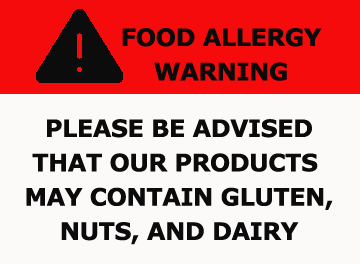 FOOD ALLERGY
WARNING
PLEASE BE ADVISED
THAT OUR PRODUCTS
MAY CONTAIN GLUTEN,
NUTS, AND DAIRY